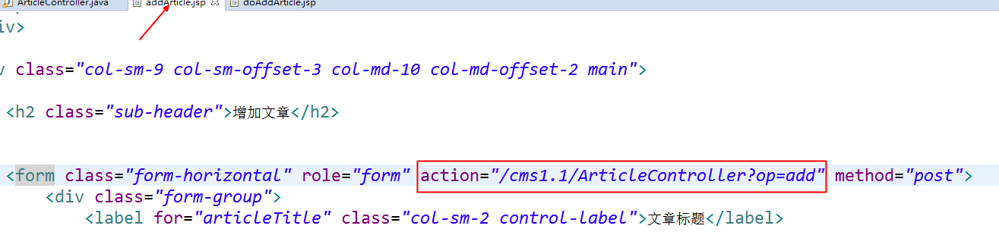 ArticleController.java addArticle.jsp doAddArticle.jsp
iv>
v class="col-sm-9 col-sm-offset-3 col-md-10 col-md-offset-2 main">
<h2 class="sub-header">增加文章</h2>
<form class="form-horizontal" role="form" action="/cms1.1/ArticleController?op=add" method="post">
<div class="form-group">
<label for="articleTitle" class="col-sm-2 control-label">文章标题</label>